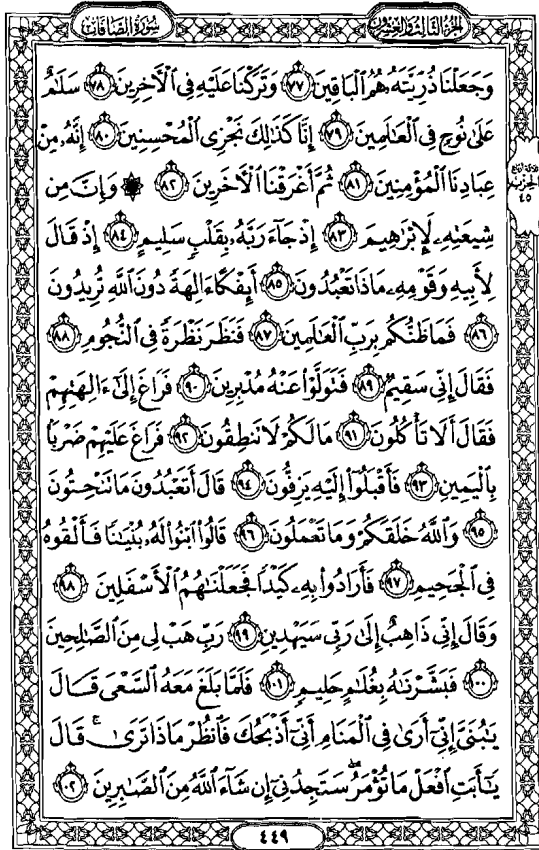 سورة الصافات
الجزء الثالث والعشرون
وَجَعَلْنَا ذُرِّيَّتَهُۥ هُمُ ٱلْبَاقِينَ ٧٧ وَتَرَكْنَا عَلَيْهِ فِى ٱلْأَخِرِينَ ٧٨ سَلَٰمٌ
عَلَىٰ نُوحٍ فِى ٱلْعَٰلَمِينَ ٧٩ إِنَّا كَذَٰلِكَ نَجْزِى ٱلْمُحْسِنِينَ ٨٠ إِنَّهُۥ مِنْ
عِبَادِنَا ٱلْمُؤْمِنِينَ ٨١ ثُمَّ أَغْرَقْنَا ٱلْأَخَرِينَ ٨٢ ۞ وَإِنَّ مِن
شِيعَتِهِۦ لَإِبْرَٰهِيمَ ٨٣ إِذْ جَآءَ رَبَّهُۥ بِقَلْبٍ سَلِيمٍ ٨٤ إِذْ قَالَ
لِأَبِيهِ وَقَوْمِهِۦ مَاذَا تَعْبُدُونَ ٨٥ أَئِفْكًا ءَالِهَةً دُونَ ٱللَّهِ تُرِيدُونَ
٨٦ فَمَا ظَنُّكُم بِرَبِّ ٱلْعَٰلَمِينَ ٨٧ فَنَظَرَ نَظْرَةً فِى ٱلنُّجُومِ ٨٨
فَقَالَ إِنِّى سَقِيمٌ ٨٩ فَتَوَلَّوْا۟ عَنْهُ مُدْبِرِينَ ٩٠ فَرَاغَ إِلَىٰٓ ءَالِهَتِهِمْ
فَقَالَ أَلَا تَأْكُلُونَ ٩١ مَا لَكُمْ لَا تَنطِقُونَ ٩٢ فَرَاغَ عَلَيْهِمْ ضَرْبًۢا
بِٱلْيَمِينِ ٩٣ فَأَقْبَلُوٓا۟ إِلَيْهِ يَزِفُّونَ ٩٤ قَالَ أَتَعْبُدُونَ مَا تَنْحِتُونَ
٩٥ وَٱللَّهُ خَلَقَكُمْ وَمَا تَعْمَلُونَ ٩٦ قَالُوا۟ ٱبْنُوا۟ لَهُۥ بُنْيَٰنًا فَأَلْقُوهُ
فِى ٱلْجَحِيمِ ٩٧ فَأَرَادُوا۟ بِهِۦ كَيْدًا فَجَعَلْنَٰهُمُ ٱلْأَسْفَلِينَ ٩٨
وَقَالَ إِنِّى ذَاهِبٌ إِلَىٰ رَبِّى سَيَهْدِينِ ٩٩ رَبِّ هَبْ لِى مِنَ ٱلصَّٰلِحِينَ
١٠٠ فَبَشَّرْنَٰهُ بِغُلَٰمٍ حَلِيمٍ ١٠١ فَلَمَّا بَلَغَ مَعَهُ ٱلسَّعْىَ قَالَ
يَٰبُنَىَّ إِنِّىٓ أَرَىٰ فِى ٱلْمَنَامِ أَنِّىٓ أَذْبَحُكَ فَٱنظُرْ مَاذَا تَرَىٰ ۚ قَالَ
يَٰٓأَبَتِ ٱفْعَلْ مَا تُؤْمَرُ ۖ سَتَجِدُنِىٓ إِن شَآءَ ٱللَّهُ مِنَ ٱلصَّٰبِرِينَ ١٠٢
الحزب
٤٥
٤٤٩